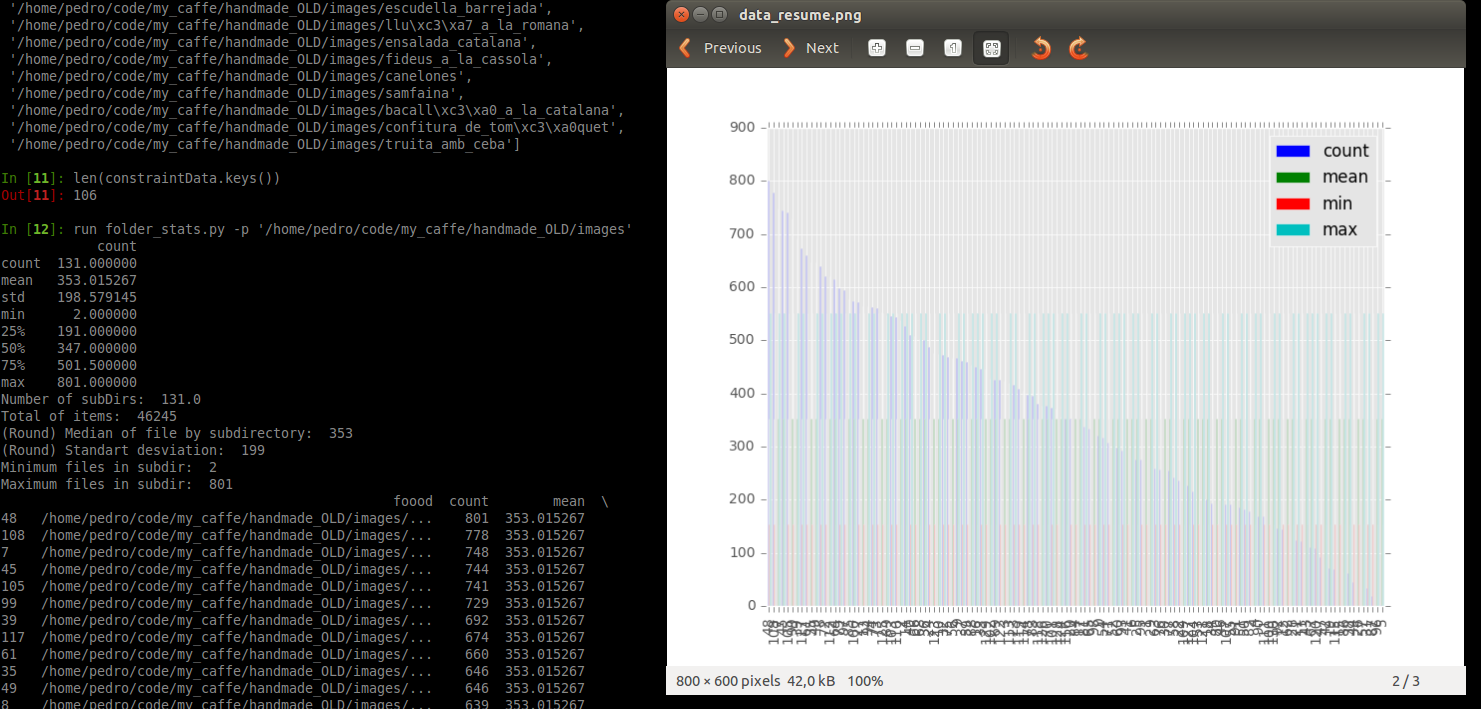 '/home/pedro/code/my_caffe/handmade_OLD/images/escudella_barrejada',
'/home/pedro/code/my_caffe/handmade_OLD/images/llu\xc3\xa7_a_la_romana',
'/home/pedro/code/my_caffe/handmade_OLD/images/ensalada_catalana',
'/home/pedro/code/my_caffe/handmade_OLD/images/fideus_a_la_cassola',
'/home/pedro/code/my_caffe/handmade_OLD/images/canelones',
'/home/pedro/code/my_caffe/handmade_OLD/images/samfaina',
'/home/pedro/code/my_caffe/handmade_OLD/images/bacall\xc3\xa0_a_la_catalana',
'/home/pedro/code/my_caffe/handmade_OLD/images/confitura_de_tom\xc3\xa0quet',
'/home/pedro/code/my_caffe/handmade_OLD/images/truita_amb_ceba']
In [11]: len(constraintData.keys())
Out[11]: 106
In [12]: run folder_stats.py -p '/home/pedro/code/my_caffe/handmade_OLD/images'
count
count 131.000000
mean 353.015267
std 198.579145
min 2.000000
25% 191.000000
50% 347.000000
75% 501.500000
max 801.000000
Number of subDirs: 131.0
Total of items: 46245
(Round) Median of file by subdirectory: 353
(Round) Standart desviation: 199
Minimum files in subdir: 2
Maximum files in subdir: 801
foood count mean \
48 /home/pedro/code/my_caffe/handmade_OLD/images/... 801 353.015267
108 /home/pedro/code/my_caffe/handmade_OLD/images/... 778 353.015267
7 /home/pedro/code/my_caffe/handmade_OLD/images/... 748 353.015267
45 /home/pedro/code/my_caffe/handmade_OLD/images/... 744 353.015267
105 /home/pedro/code/my_caffe/handmade_OLD/images/... 741 353.015267
99 /home/pedro/code/my_caffe/handmade_OLD/images/... 729 353.015267
39 /home/pedro/code/my_caffe/handmade_OLD/images/... 692 353.015267
117 /home/pedro/code/my_caffe/handmade_OLD/images/... 674 353.015267
61 /home/pedro/code/my_caffe/handmade_OLD/images/... 660 353.015267
35 /home/pedro/code/my_caffe/handmade_OLD/images/... 646 353.015267
49 /home/pedro/code/my_caffe/handmade_OLD/images/... 646 353.015267
8 /home/pedro/code/my_caffe/handmade_OLD/images/... 639 353.015267
data_resume.png
Previous Next
900
800
700
600
500
400
300
200
100
0
count
mean
min
max
800 × 600 pixels 42,0 kB 100%
2 / 3